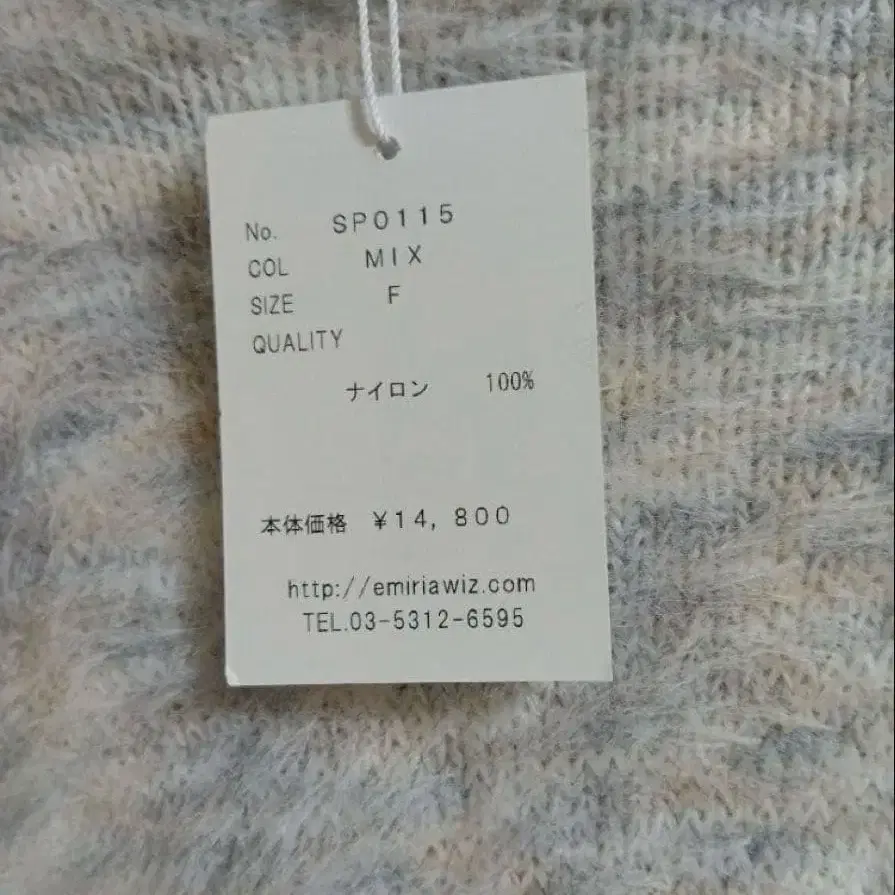 No. SP0115
COL MIX
SIZE F
QUALITY
ナイロン 100%
本体価格 ¥14,800
http://emiriawiz.com
TEL.03-5312-6595